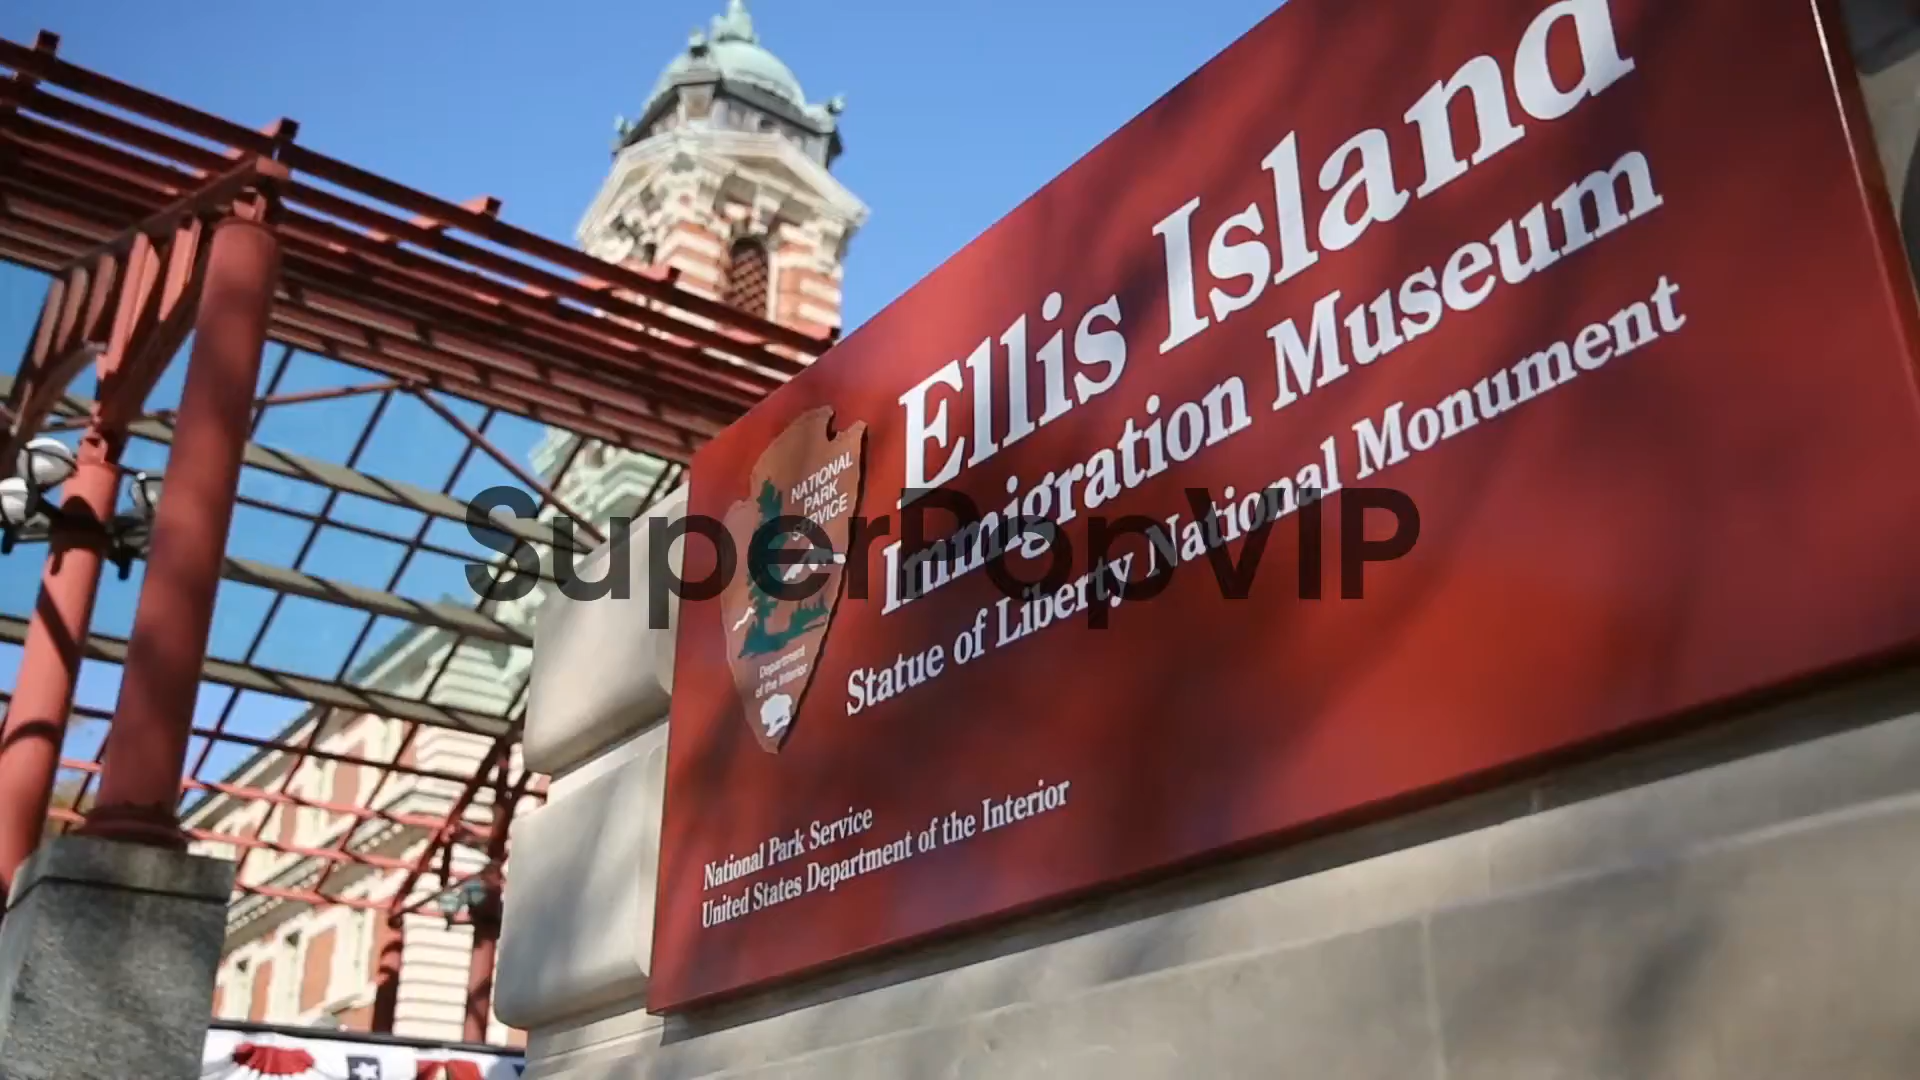 Ellis Island
Immigration Museum
Statue of Liberty National Monument
NATIONAL
PARK
SERVICE
Department
of the Interior
National Park Service
United States Department of the Interior
SuperPopVIP